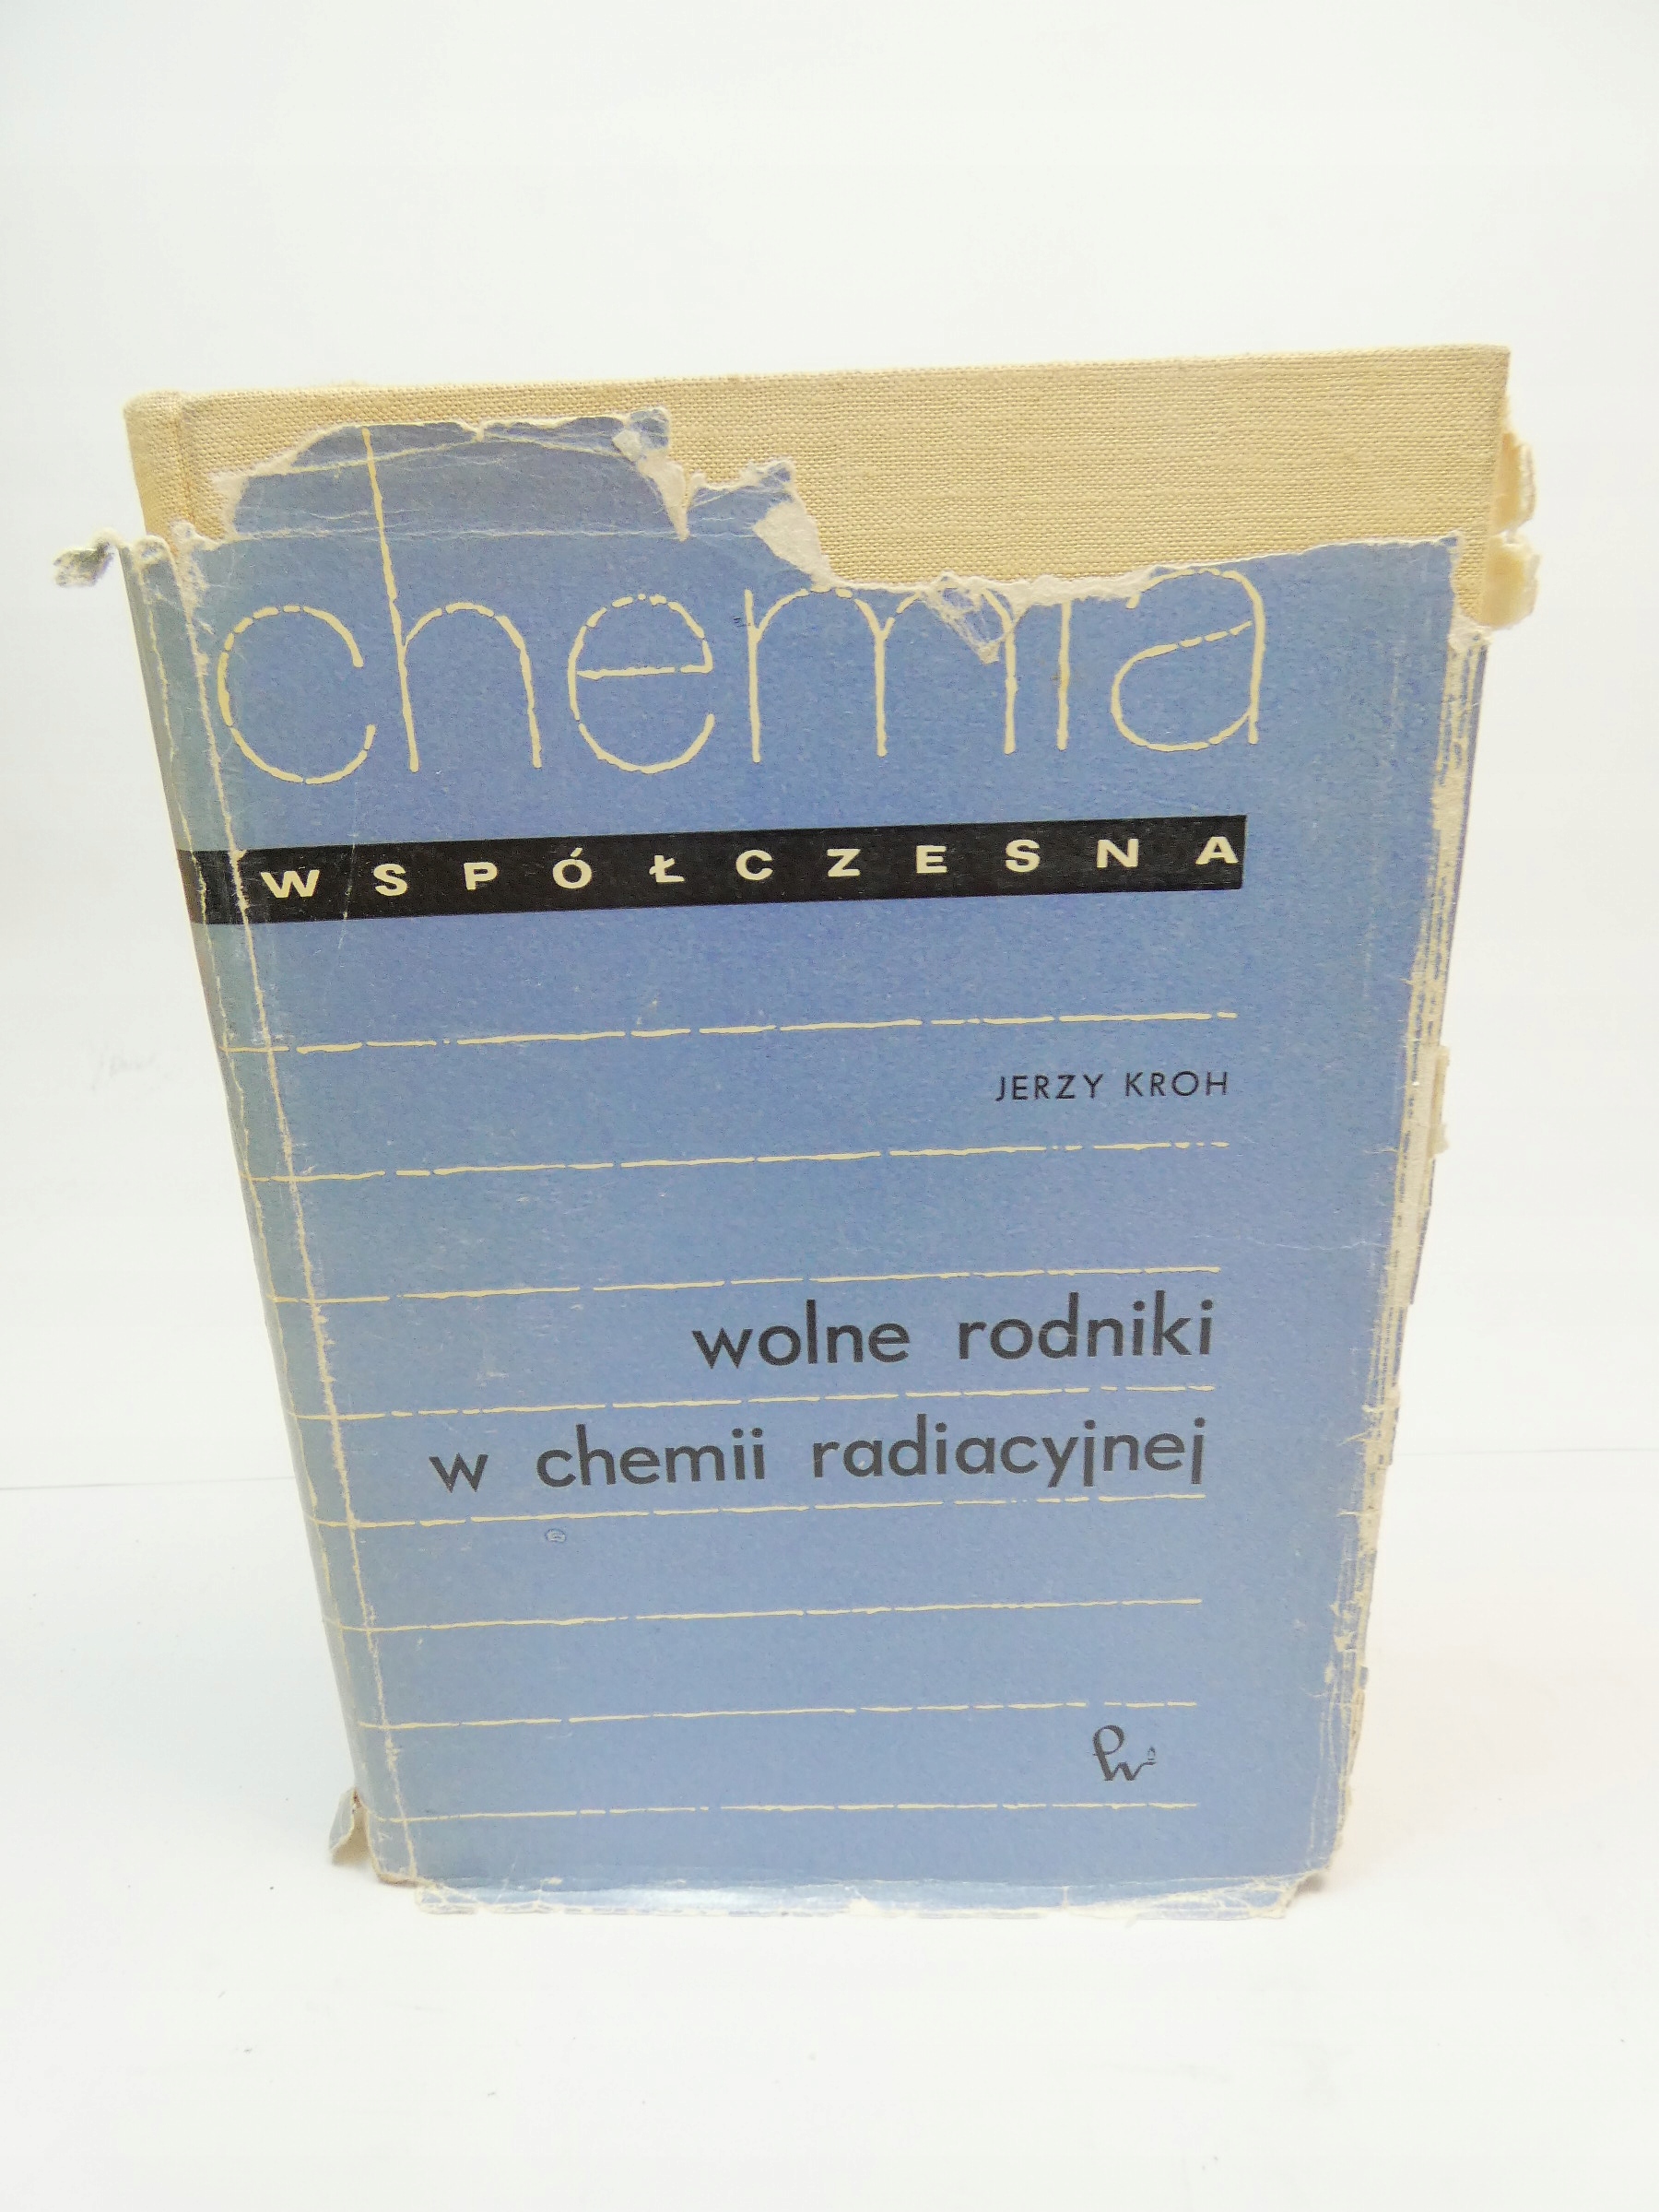 chemia
WSPÓŁCZESNA
JERZY KROH
wolne rodniki
w chemii radiacyjnej